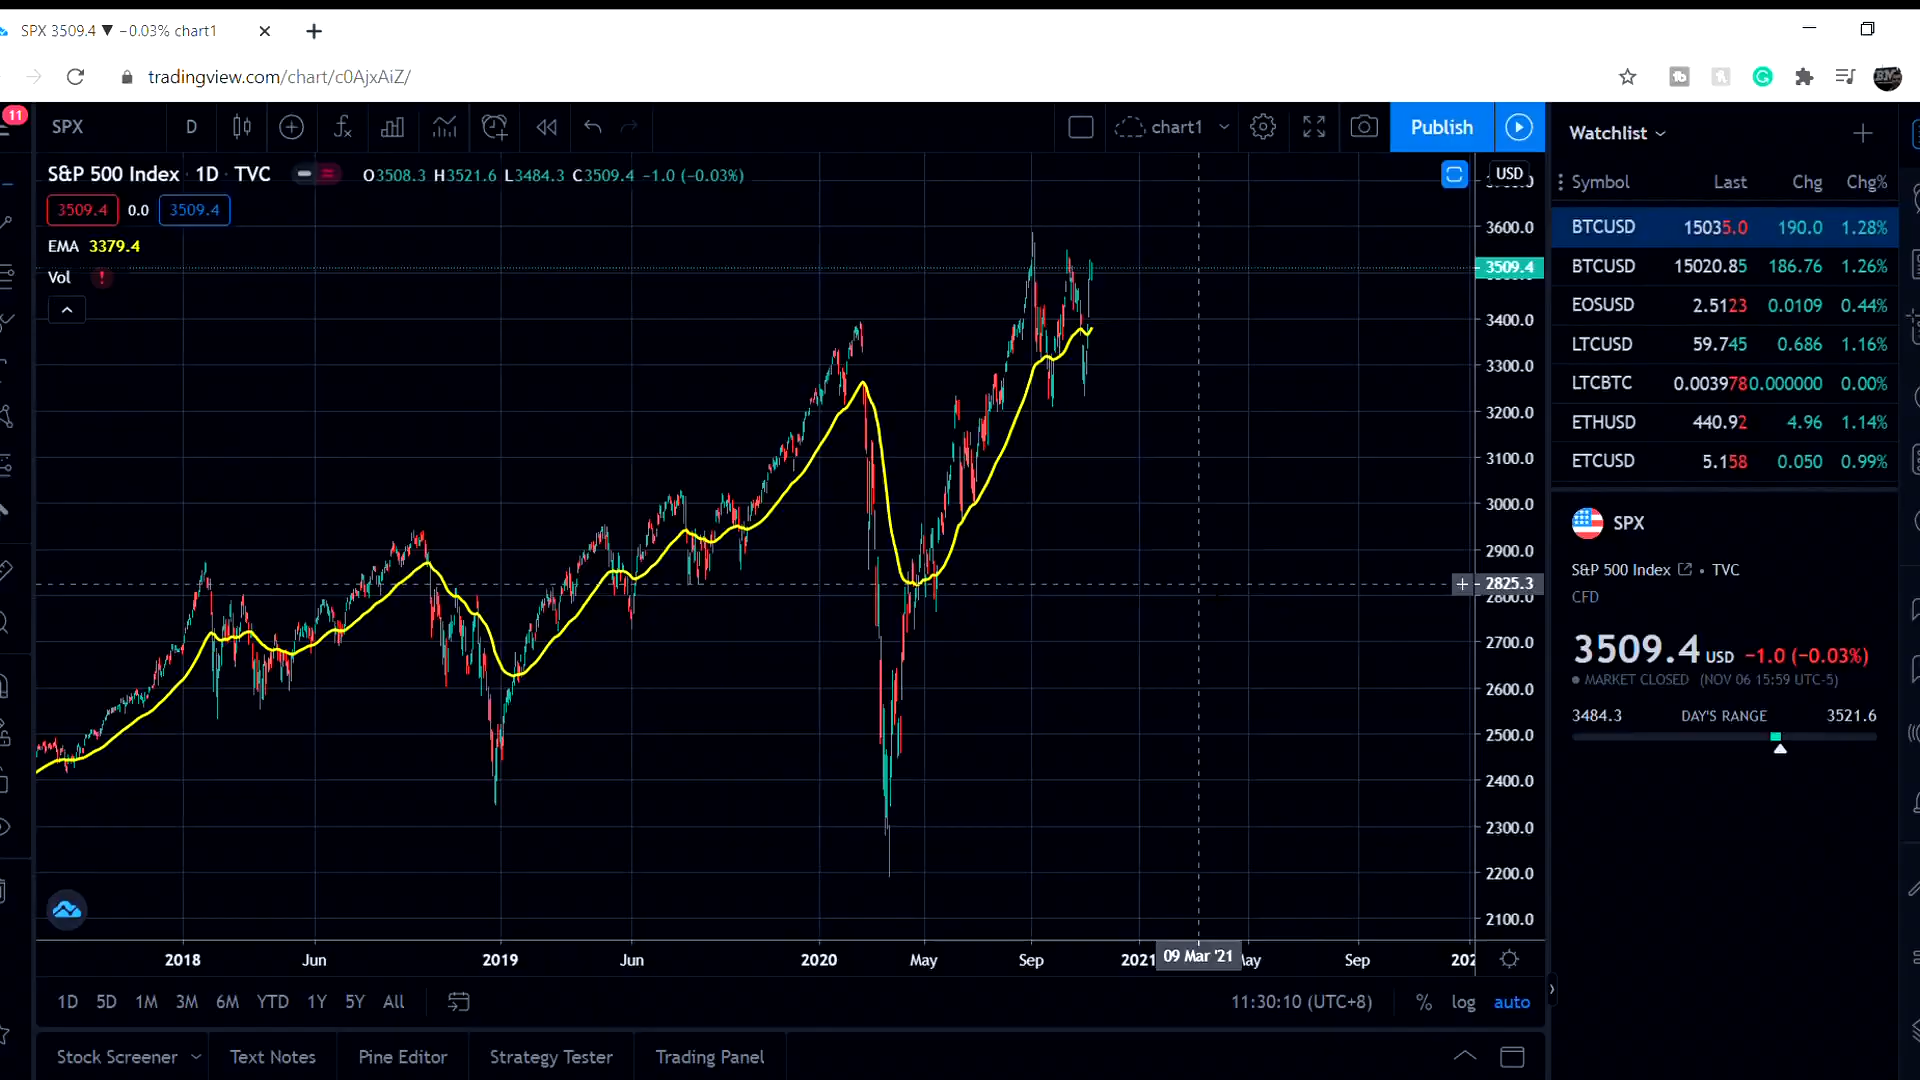 SPX 3509.4 ▼ −0.03% chart1
tradingview.com/chart/c0AjxAiZ/
11
SPX D chart1 Publish
S&P 500 Index · 1D · TVC O3508.3 H3521.6 L3484.3 C3509.4 −1.0 (−0.03%)
3509.4 0.0 3509.4
EMA 3379.4
Vol !
USD
3600.0
3509.4
3400.0
3300.0
3200.0
3100.0
3000.0
2900.0
2825.3
2800.0
2700.0
2600.0
2500.0
2400.0
2300.0
2200.0
2100.0
2018 Jun 2019 Jun 2020 May Sep 2021 09 Mar '21 Sep
1D 5D 1M 3M 6M YTD 1Y 5Y All 11:30:10 (UTC+8) % log auto
Stock Screener Text Notes Pine Editor Strategy Tester Trading Panel
Watchlist
Symbol Last Chg Chg%
BTCUSD 15035.0 190.0 1.28%
BTCUSD 15020.85 186.76 1.26%
EOSUSD 2.5123 0.0109 0.44%
LTCUSD 59.745 0.686 1.16%
LTCBTC 0.003978 0.000000 0.00%
ETHUSD 440.92 4.96 1.14%
ETCUSD 5.158 0.050 0.99%
SPX
S&P 500 Index • TVC
CFD
3509.4 USD −1.0 (−0.03%)
MARKET CLOSED (NOV 06 15:59 UTC-5)
3484.3 DAY'S RANGE 3521.6